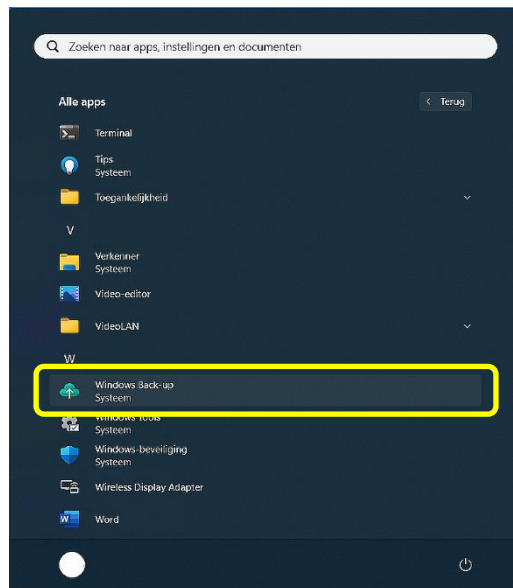 Zoeken naar apps, instellingen en documenten
Alle apps
< Terug
Terminal
Tips
Systeem
Toegankelijkheid
V
Verkenner
Systeem
Video-editor
VideoLAN
W
Windows Back-up
Systeem
Windows Tools
Systeem
Windows-beveiliging
Systeem
Wireless Display Adapter
Word